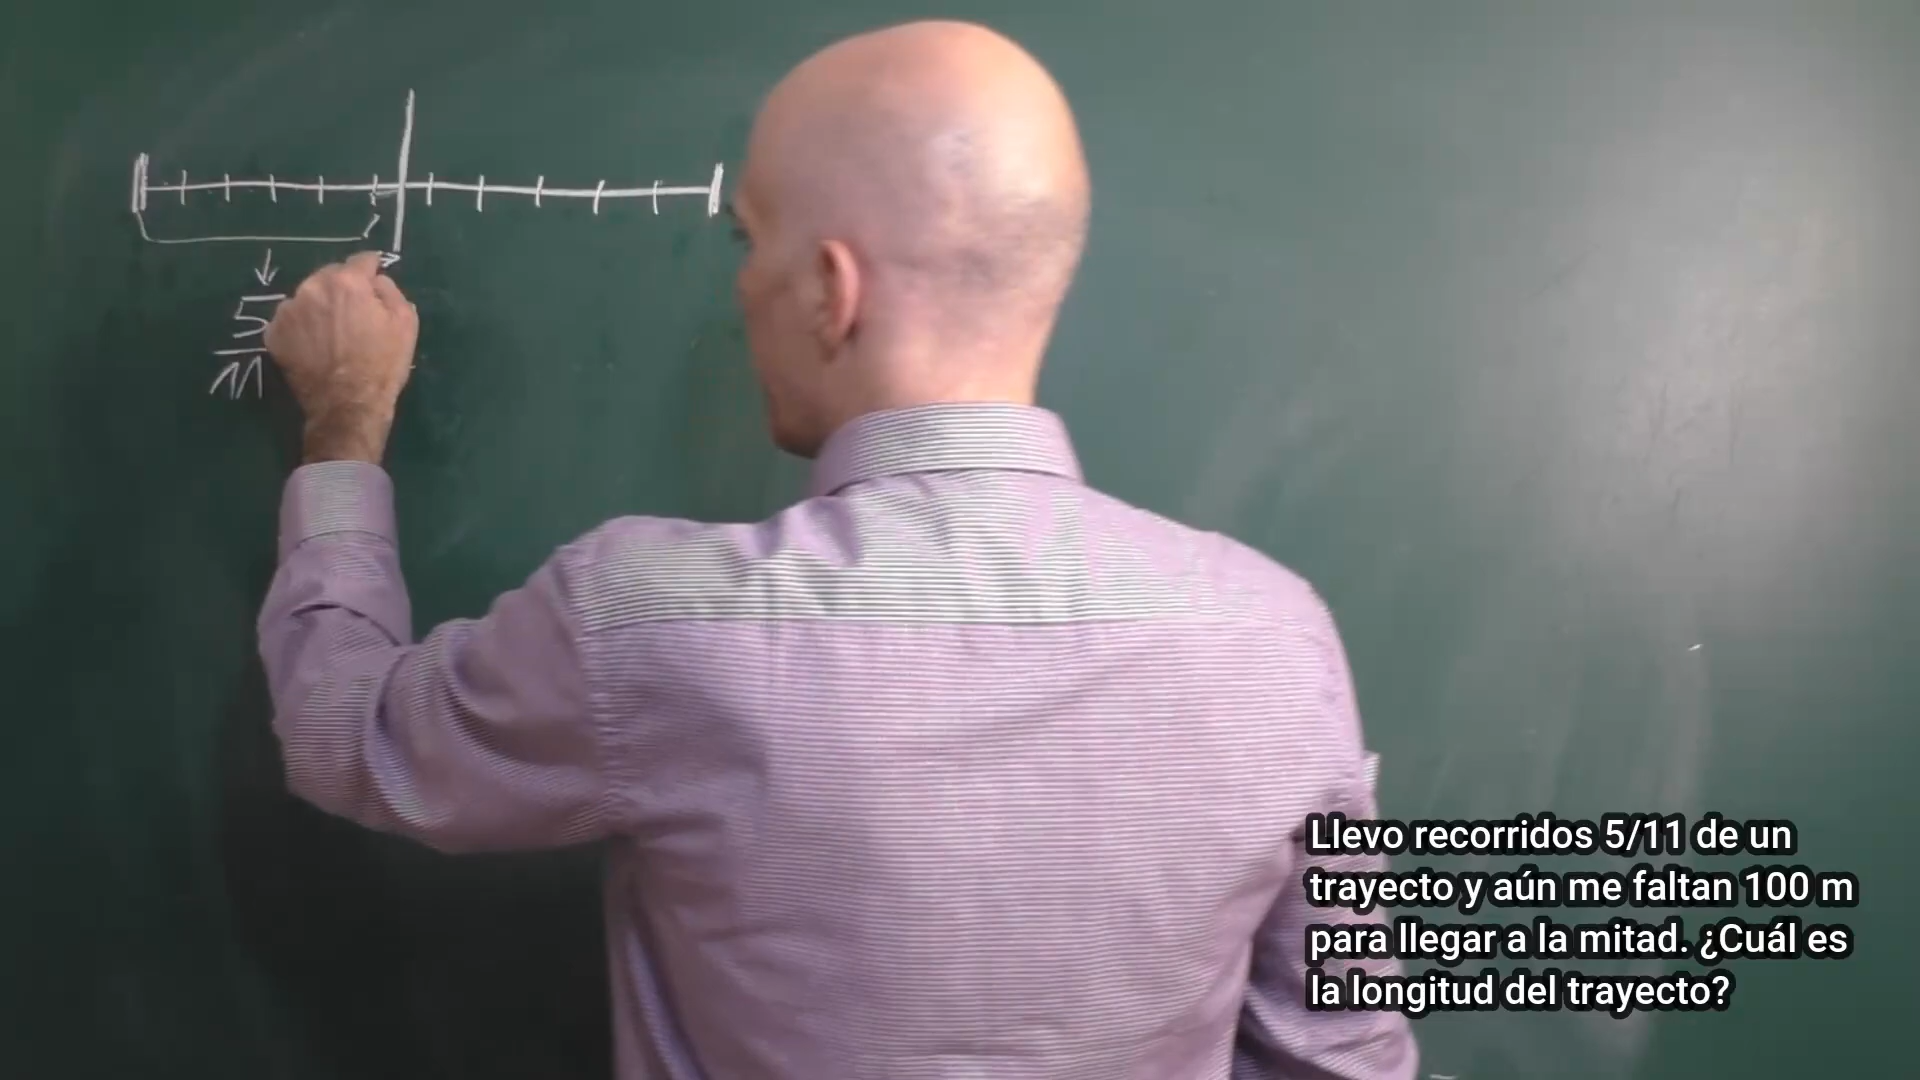 5
11
Llevo recorridos 5/11 de un
trayecto y aún me faltan 100 m
para llegar a la mitad. ¿Cuál es
la longitud del trayecto?